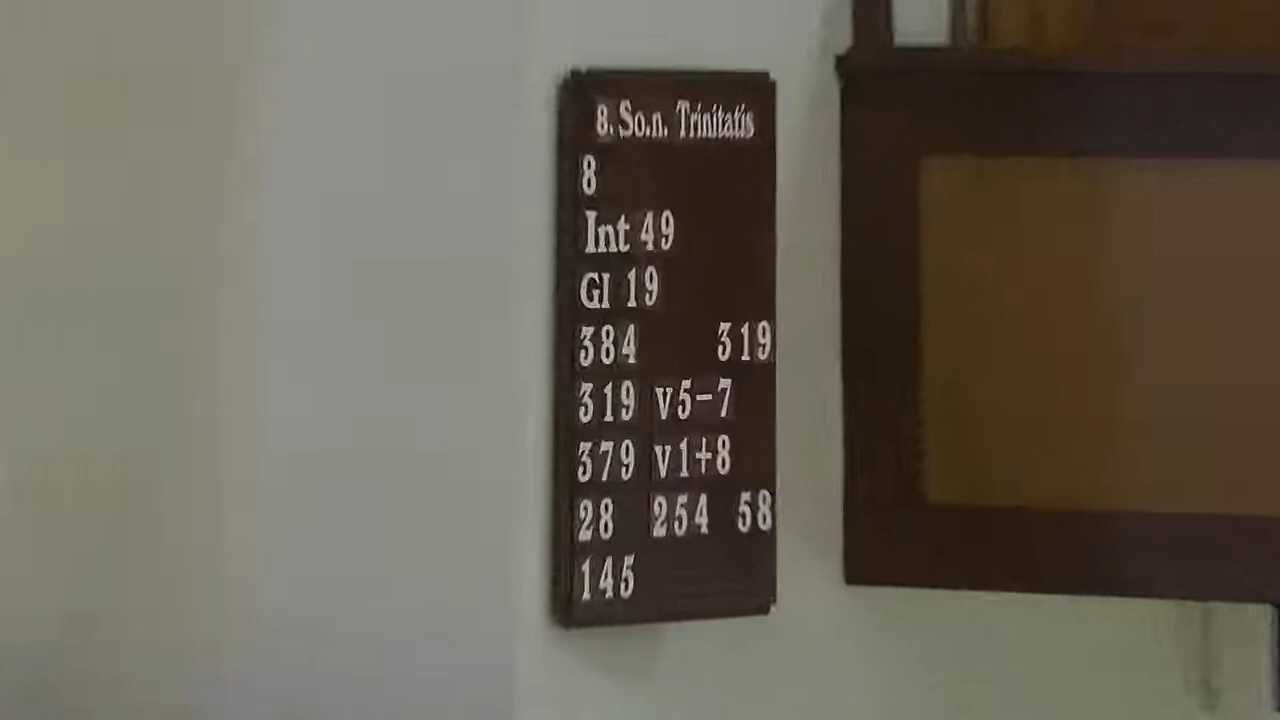 8. So.n. Trinitatis
8
Int 49
Gl 19
384 319
319 v5-7
379 v1+8
28 254 58
145